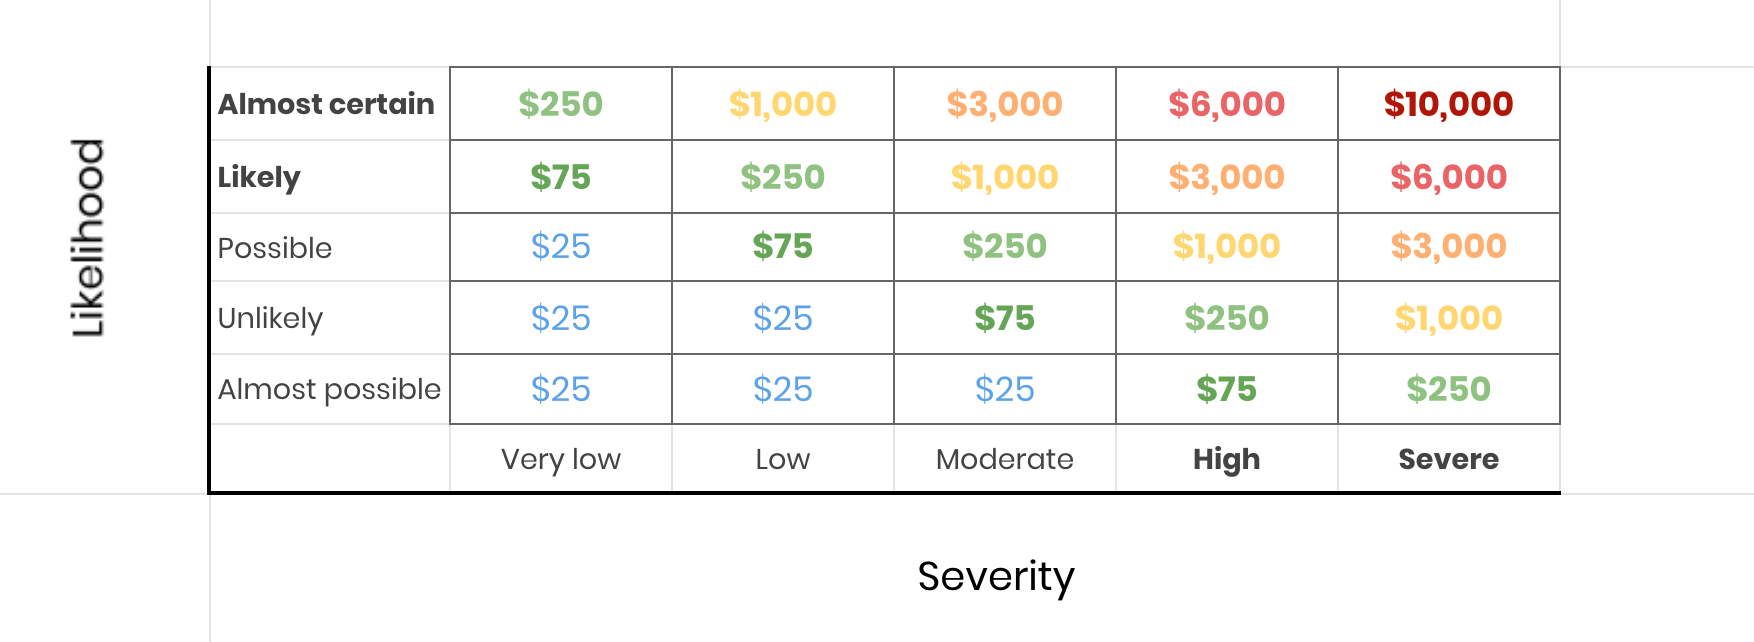 Likelihood
Almost certain $250 $1,000 $3,000 $6,000 $10,000
Likely $75 $250 $1,000 $3,000 $6,000
Possible $25 $75 $250 $1,000 $3,000
Unlikely $25 $25 $75 $250 $1,000
Almost possible $25 $25 $25 $75 $250
Very low Low Moderate High Severe
Severity